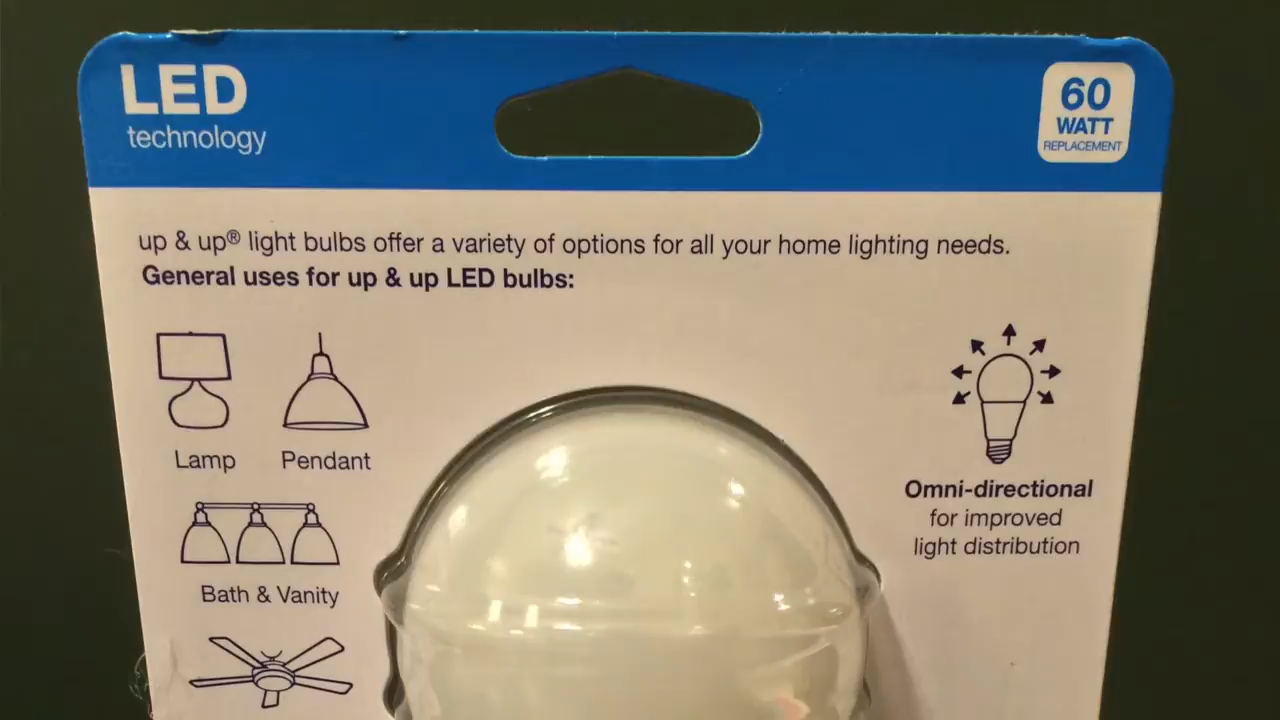 LED
technology
60
WATT
REPLACEMENT
up & up® light bulbs offer a variety of options for all your home lighting needs.
General uses for up & up LED bulbs:
Lamp
Pendant
Bath & Vanity
Omni-directional
for improved
light distribution